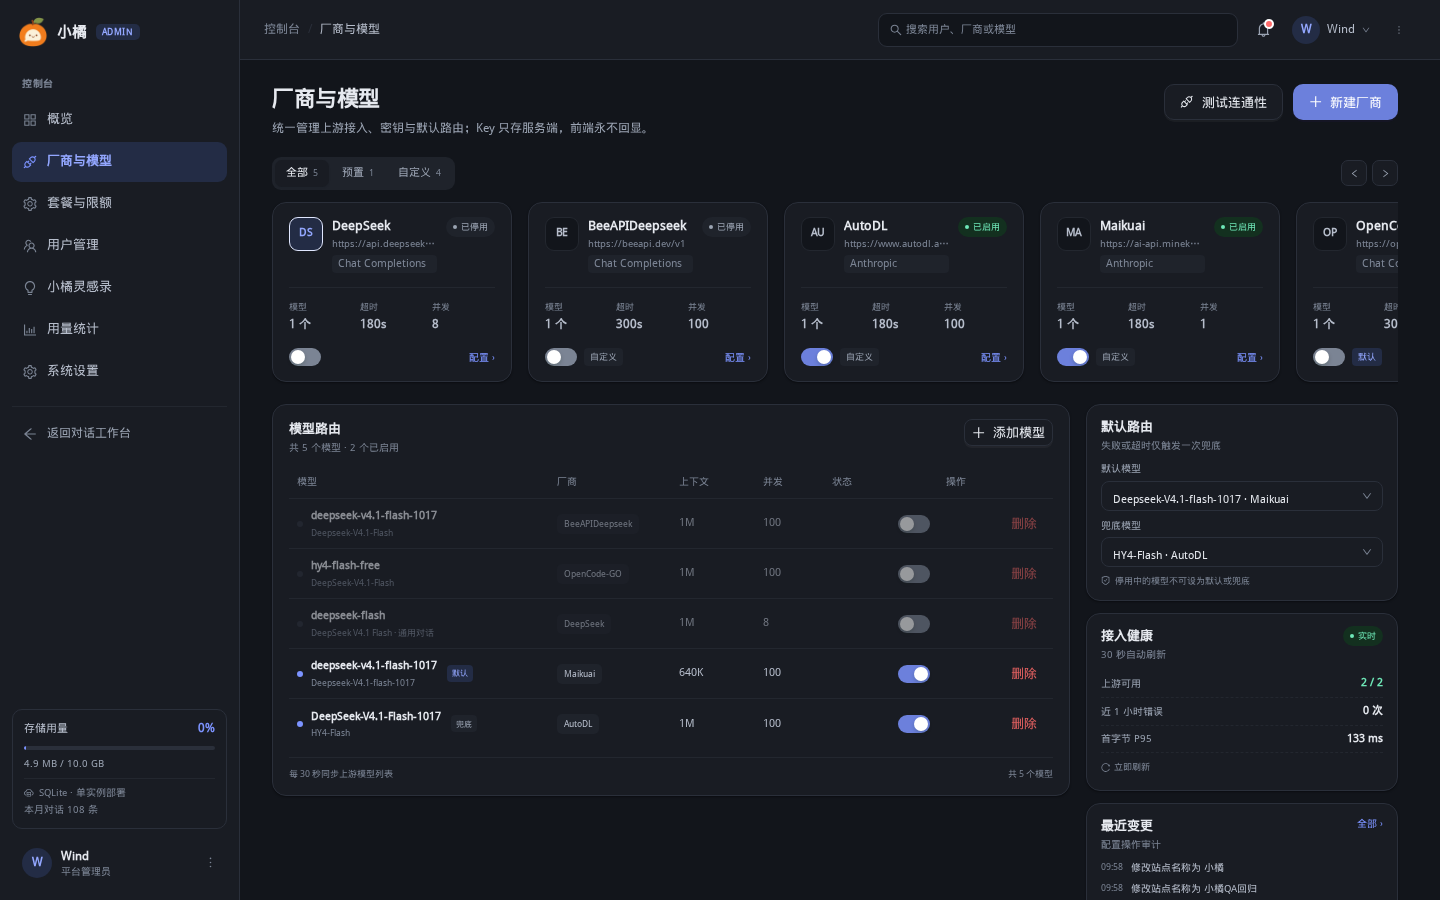 小橘 ADMIN
控制台
概览
厂商与模型
套餐与限额
用户管理
小橘灵感录
用量统计
系统设置
返回对话工作台
存储用量 0%
4.9 MB / 10.0 GB
SQLite · 单实例部署
本月对话 108 条
W Wind
平台管理员
控制台 / 厂商与模型
搜索用户、厂商或模型
W Wind
厂商与模型
统一管理上游接入、密钥与默认路由；Key 只存服务端，前端永不回显。
测试连通性
新建厂商
全部 5 预置 1 自定义 4
DS DeepSeek 已停用
https://api.deepseek···
Chat Completions
模型 超时 并发
1 个 180s 8
配置 ›
BE BeeAPIDeepseek 已停用
https://beeapi.dev/v1
Chat Completions
模型 超时 并发
1 个 300s 100
自定义 配置 ›
AU AutoDL 已启用
https://www.autodl.a···
Anthropic
模型 超时 并发
1 个 180s 100
自定义 配置 ›
MA Maikuai 已启用
https://ai-api.minek···
Anthropic
模型 超时 并发
1 个 180s 1
自定义 配置 ›
OP OpenC
https://op
Chat Cc
模型 超时
1 个 30
默认
模型路由
共 5 个模型 · 2 个已启用
添加模型
模型 厂商 上下文 并发 状态 操作
deepseek-v4.1-flash-1017
Deepseek-V4.1-Flash
BeeAPIDeepseek 1M 100 删除
hy4-flash-free
DeepSeek-V4.1-Flash
OpenCode-GO 1M 100 删除
deepseek-flash
DeepSeek V4.1 Flash · 通用对话
DeepSeek 1M 8 删除
deepseek-v4.1-flash-1017 默认
Deepseek-V4.1-flash-1017
Maikuai 640K 100 删除
DeepSeek-V4.1-Flash-1017 兜底
HY4-Flash
AutoDL 1M 100 删除
每 30 秒同步上游模型列表 共 5 个模型
默认路由
失败或超时仅触发一次兜底
默认模型
Deepseek-V4.1-flash-1017 · Maikuai
兜底模型
HY4-Flash · AutoDL
停用中的模型不可设为默认或兜底
接入健康 实时
30 秒自动刷新
上游可用 2 / 2
近 1 小时错误 0 次
首字节 P95 133 ms
立即刷新
最近变更 全部 ›
配置操作审计
09:58 修改站点名称为 小橘
09:58 修改站点名称为 小橘QA回归